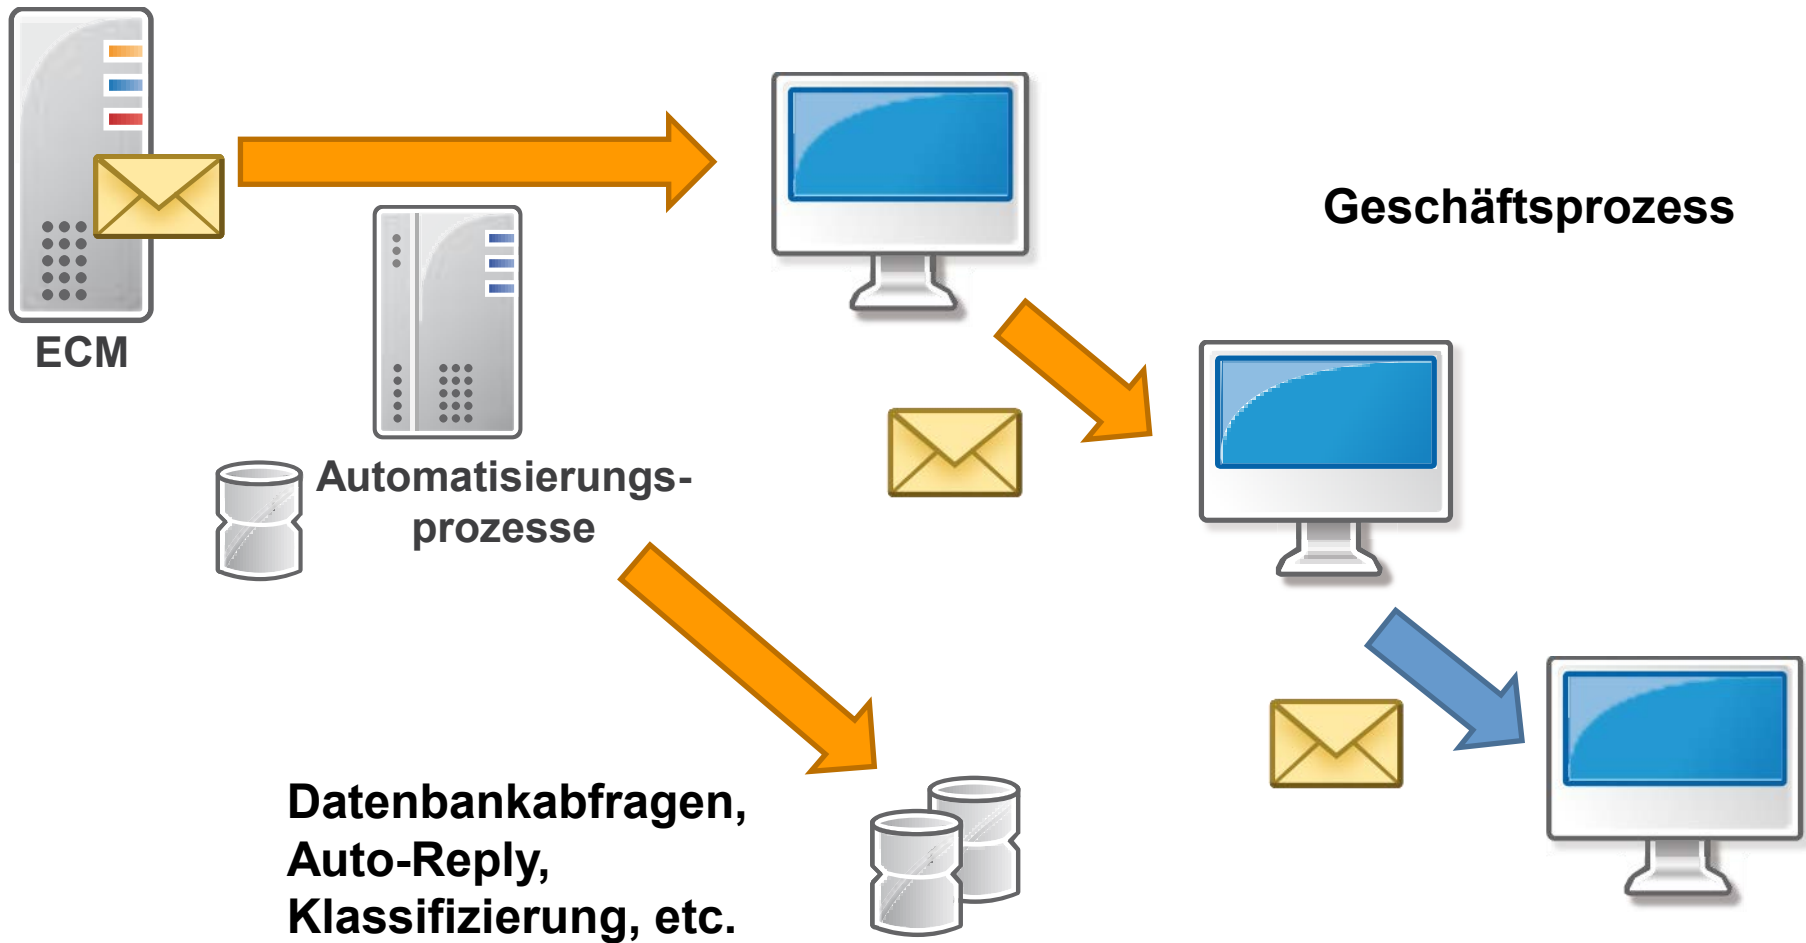 Geschäftsprozess
ECM
Automatisierungs-
prozesse
Datenbankabfragen,
Auto-Reply,
Klassifizierung, etc.